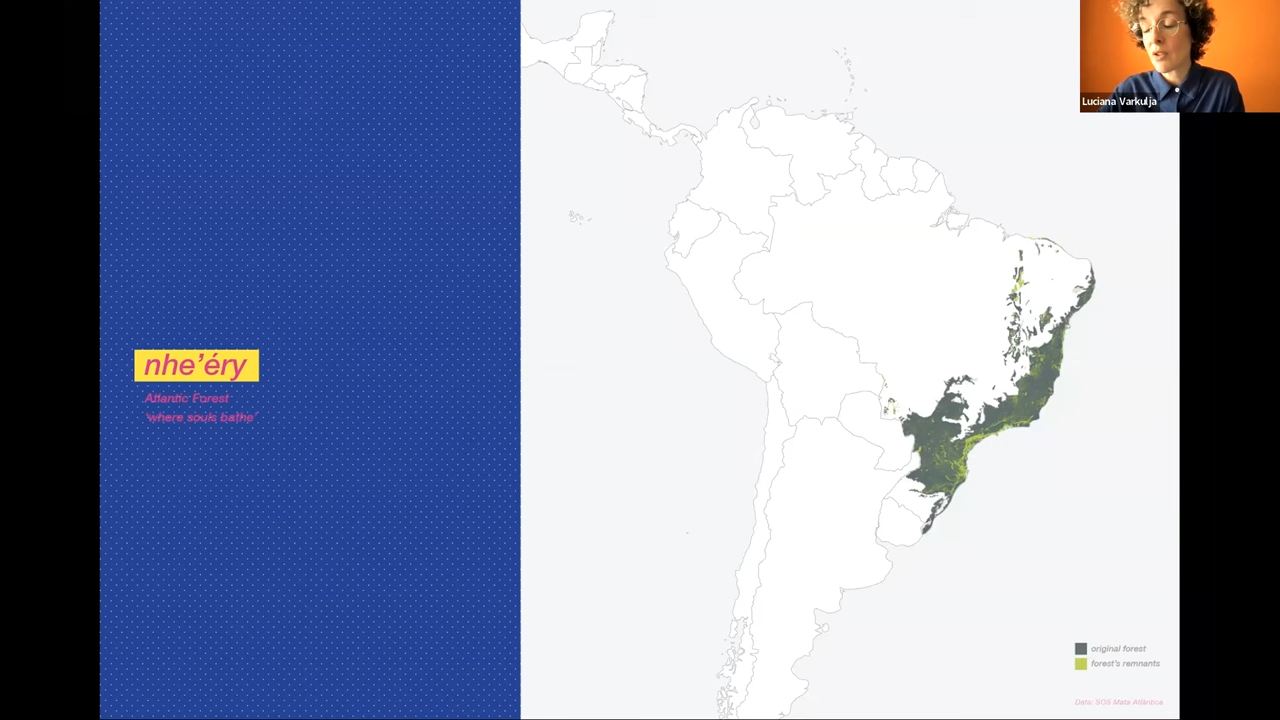 Luciana Varkulja
nhe’éry
Atlantic Forest
‘where souls bathe’
original forest
forest’s remnants
Data: SOS Mata Atlântica